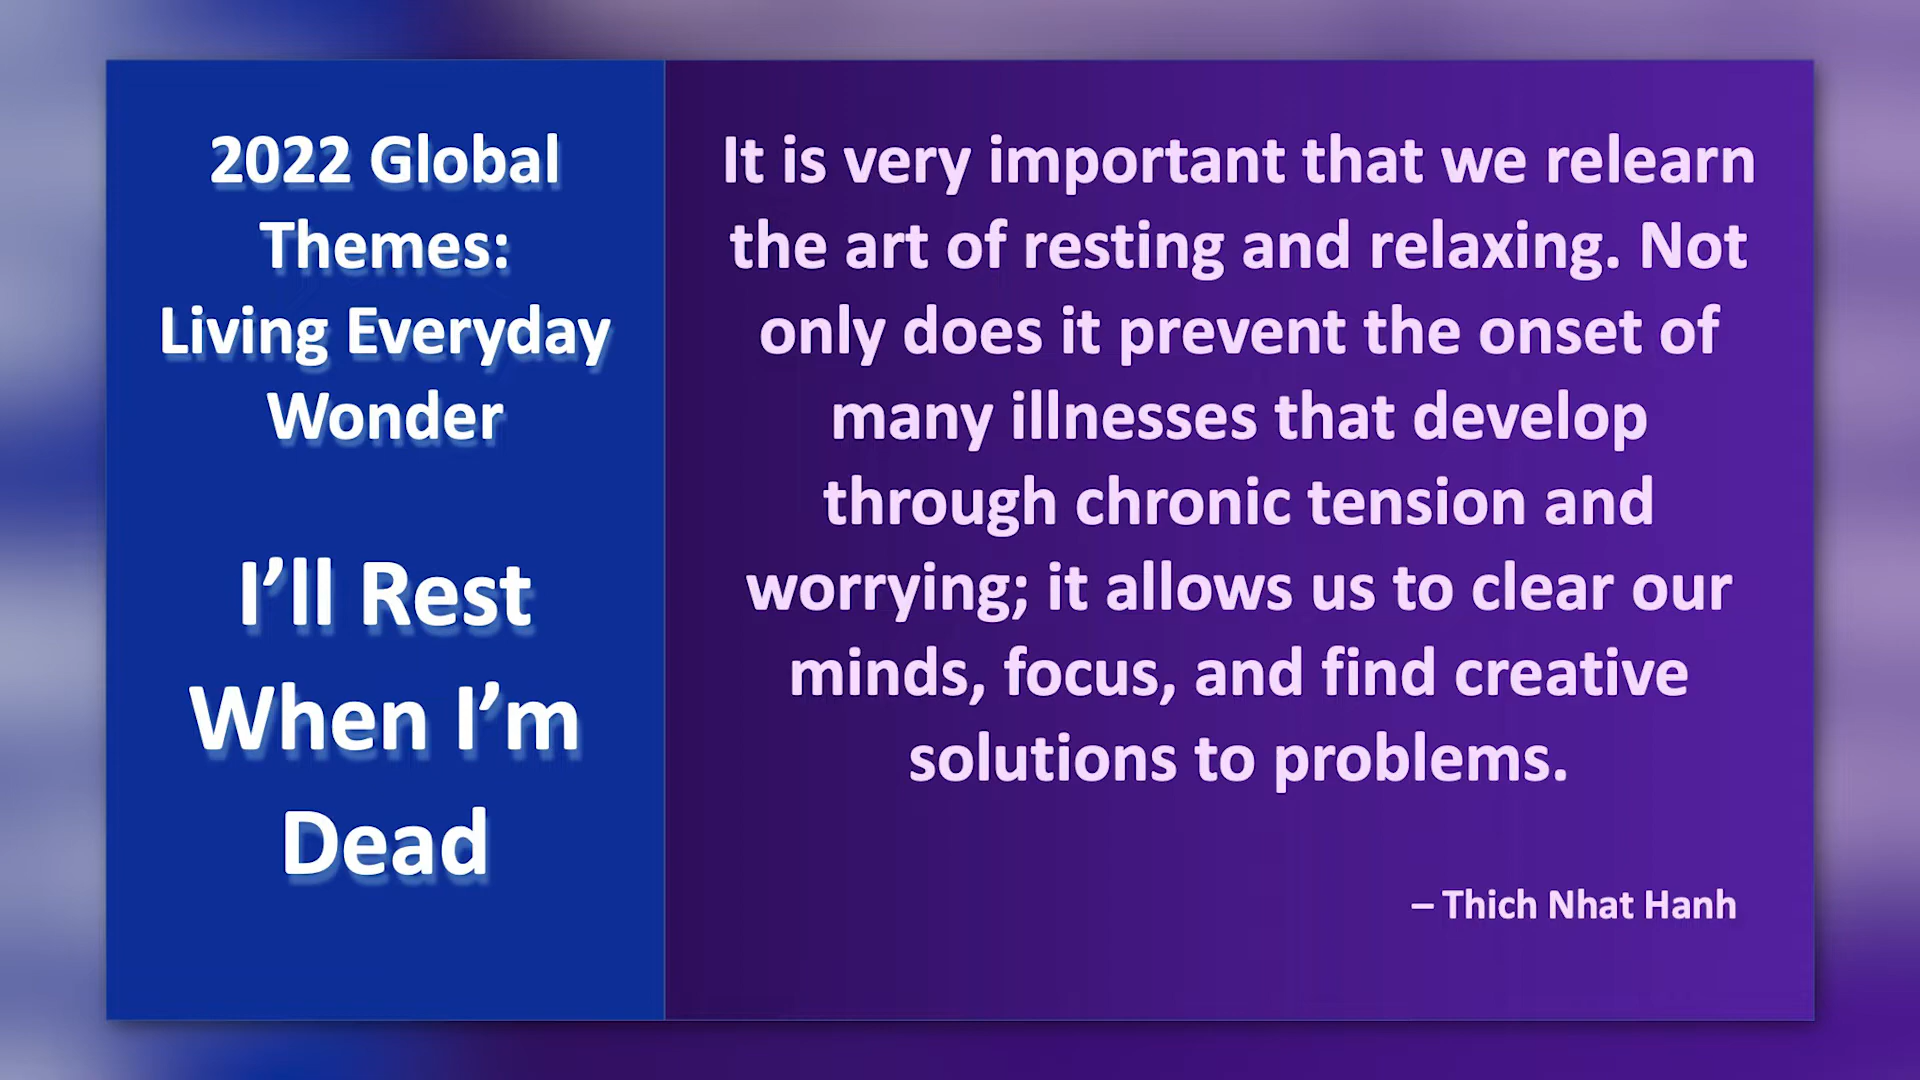 2022 Global
Themes:
Living Everyday
Wonder
I’ll Rest
When I’m
Dead
It is very important that we relearn
the art of resting and relaxing. Not
only does it prevent the onset of
many illnesses that develop
through chronic tension and
worrying; it allows us to clear our
minds, focus, and find creative
solutions to problems.
– Thich Nhat Hanh